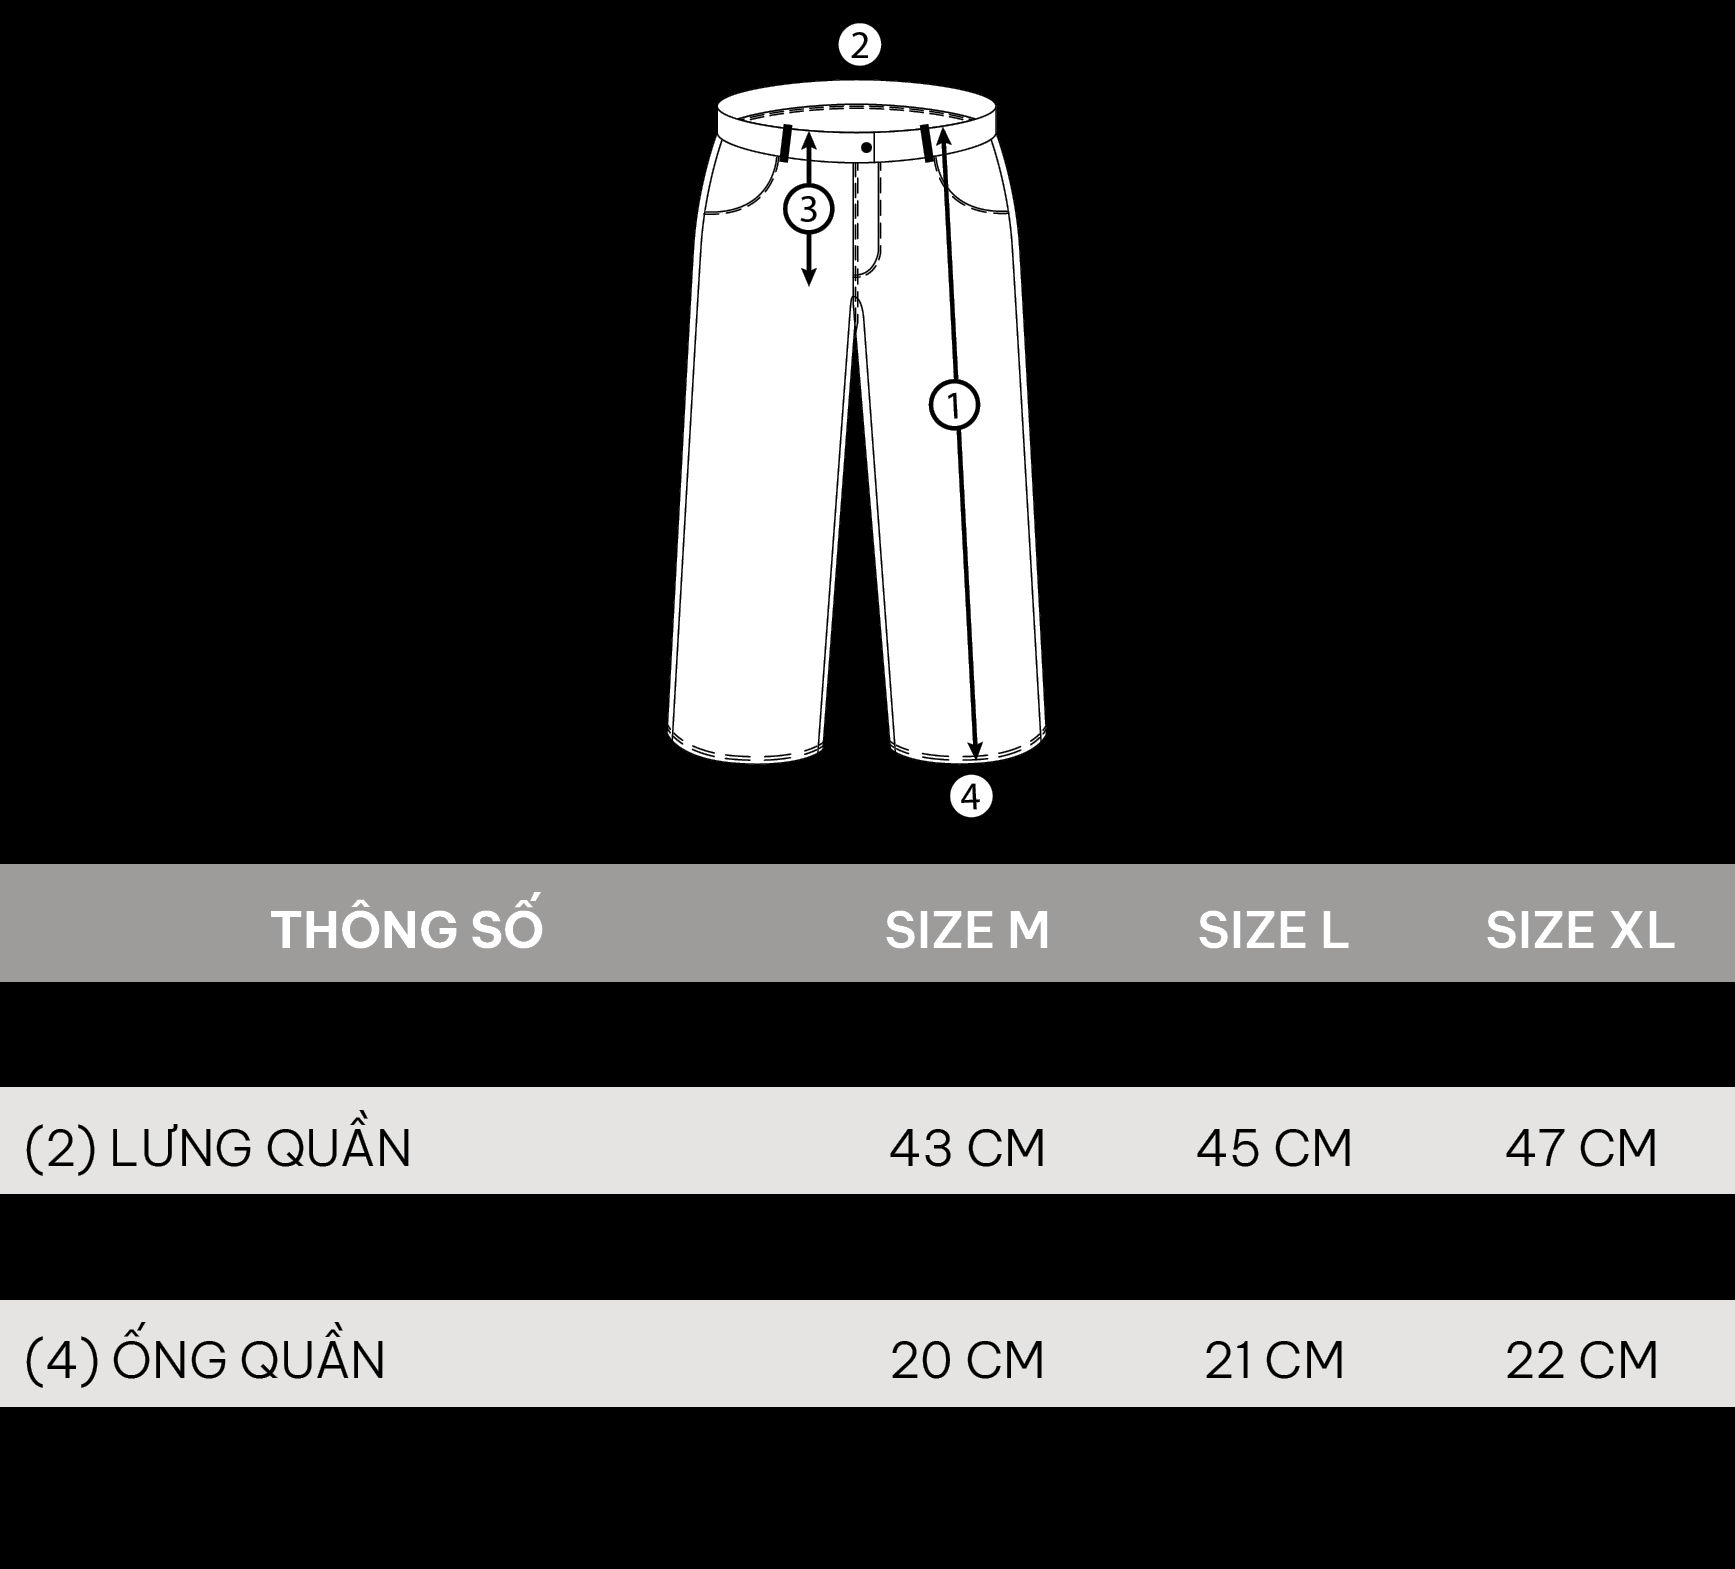 2
3
1
4
THÔNG SỐ SIZE M SIZE L SIZE XL
(2) LƯNG QUẦN 43 CM 45 CM 47 CM
(4) ỐNG QUẦN 20 CM 21 CM 22 CM